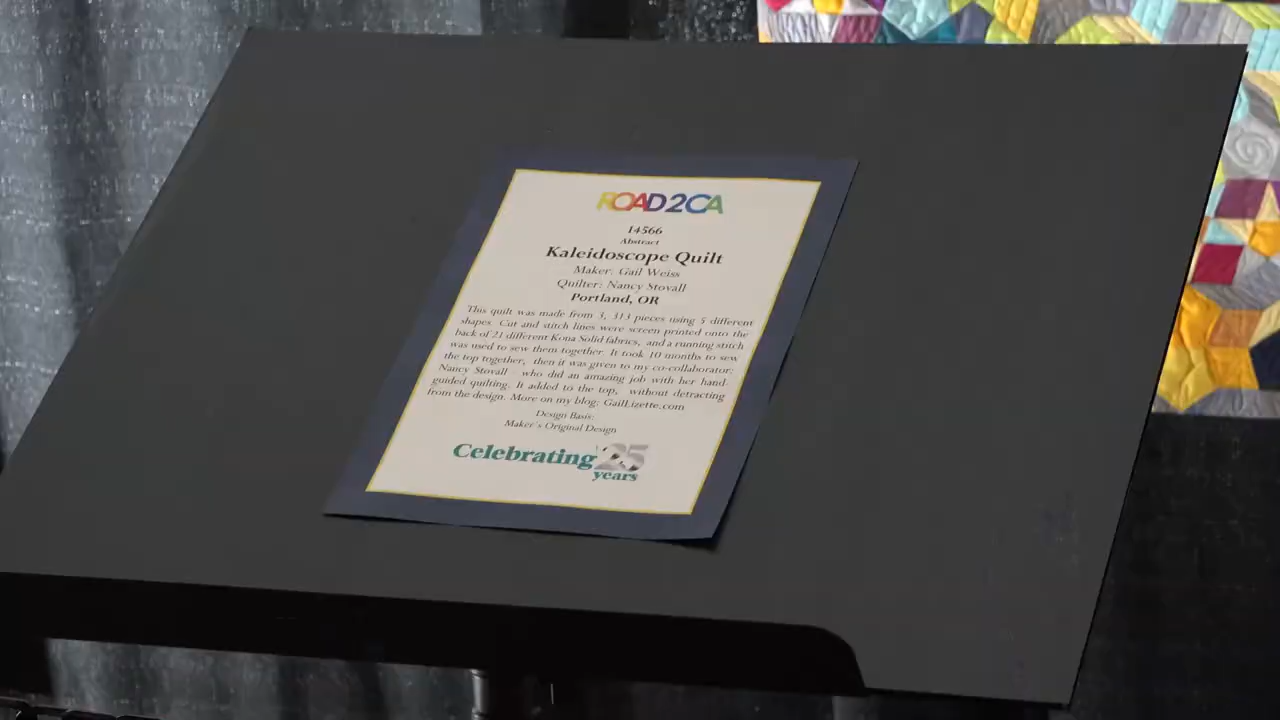 ROAD2CA
14566
Abstract
Kaleidoscope Quilt
Maker: Gail Weiss
Quilter: Nancy Stovall
Portland, OR
This quilt was made from 3, 313 pieces using 5 different
shapes. Cut and stitch lines were screen printed onto the
back of 21 different Kona Solid fabrics, and a running stitch
was used to sew them together. It took 10 months to sew
the top together, then it was given to my co-collaborator:
Nancy Stovall who did an amazing job with her hand-
guided quilting. It added to the top, without detracting
from the design. More on my blog: GailLizette.com
Design Basis:
Maker's Original Design
Celebrating 25
years